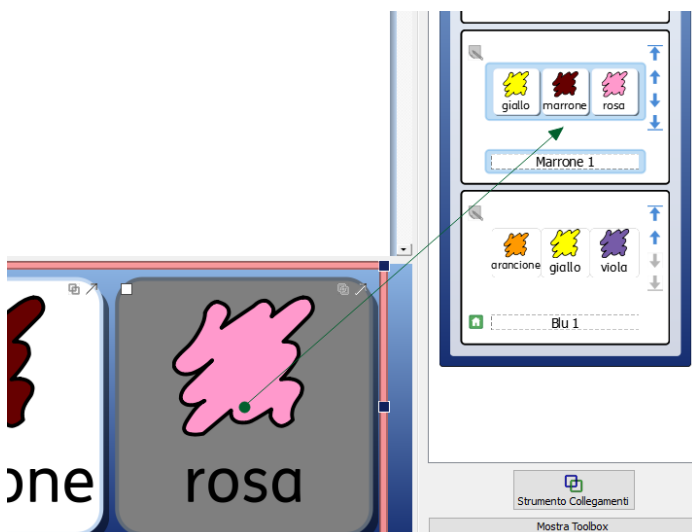 giallo marrone rosa
Marrone 1
arancione giallo viola
Blu 1
one rosa
Strumento Collegamenti
Mostra Toolbox